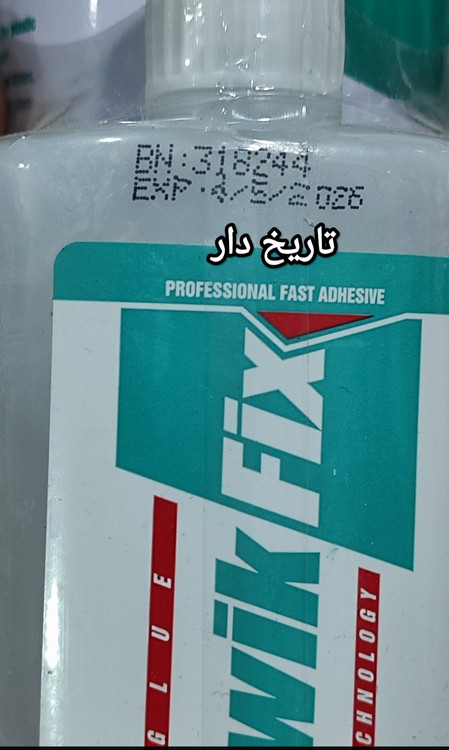 BN:318244
EXP:4/5/2026
تاریخ دار
PROFESSIONAL FAST ADHESIVE
wik Fix
GLUE
CHNOLOGY